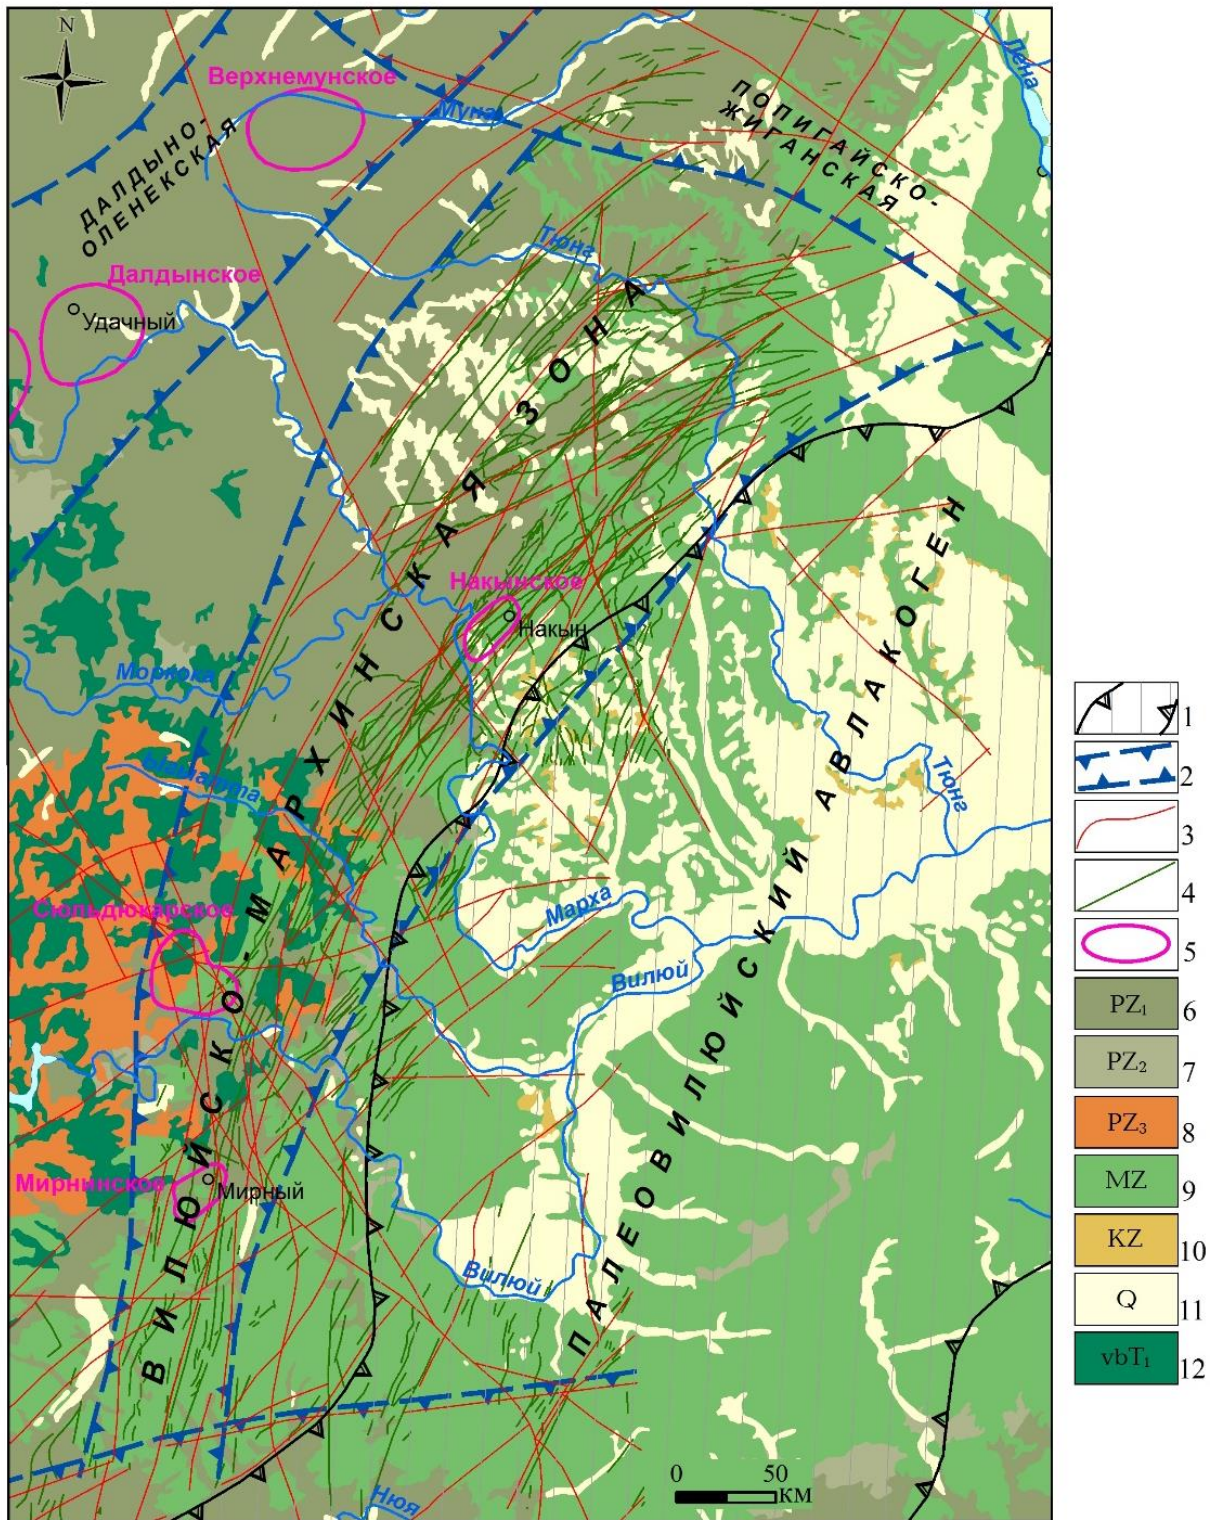 N
Верхнемунское
Муна
Лена
ПОЛИГАЙСКО-
ЖИГАНСКАЯ
ДАЛДЫНО-
ОЛЕНЕКСКАЯ
Тюнг
Далдынское
Удачный
Накынское
Накын
Моркока
Ыгыатта
Тюнг
Сюльдюкарское
Марха
Вилюй
Мирнинское
Мирный
Вилюй
Нюя
ВИЛЮЙСКО-МАРХИНСКАЯ ЗОНА
ПАЛЕОВИЛЮЙСКИЙ АВЛАКОГЕН
0 50
КМ
1
2
3
4
5
PZ₁ 6
PZ₂ 7
PZ₃ 8
MZ 9
KZ 10
Q 11
vbT₁ 12